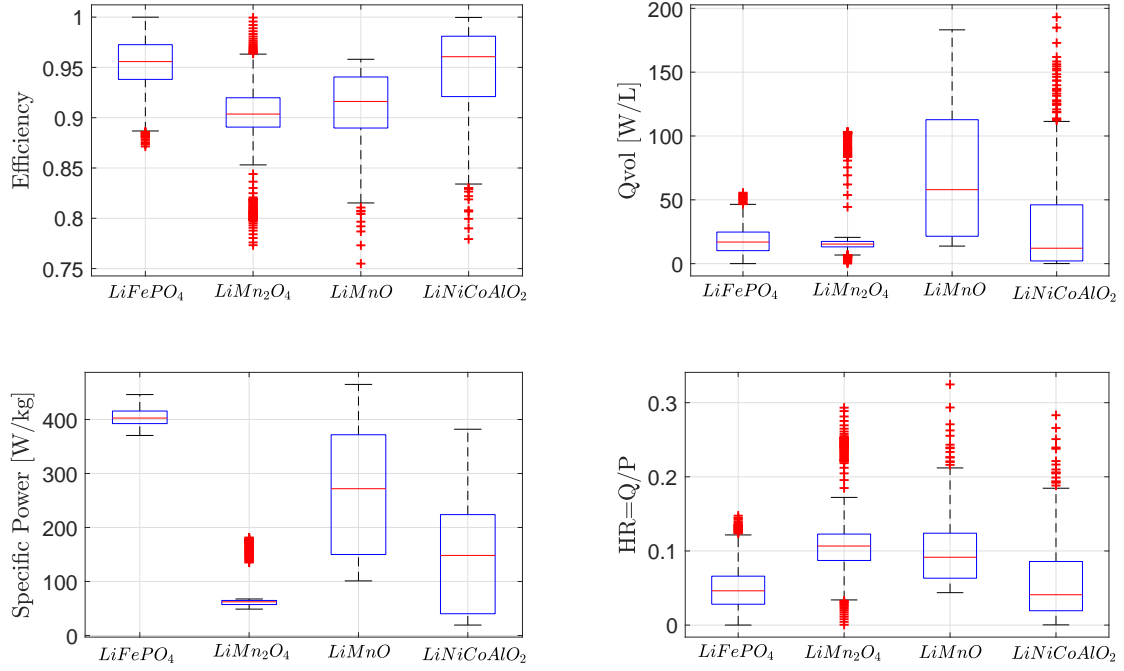 Efficiency
1
0.95
0.9
0.85
0.8
0.75
LiFePO₄ LiMn₂O₄ LiMnO LiNiCoAlO₂
Qvol [W/L]
200
150
100
50
0
LiFePO₄ LiMn₂O₄ LiMnO LiNiCoAlO₂
Specific Power [W/kg]
400
300
200
100
0
LiFePO₄ LiMn₂O₄ LiMnO LiNiCoAlO₂
HR=Q/P
0.3
0.2
0.1
0
LiFePO₄ LiMn₂O₄ LiMnO LiNiCoAlO₂